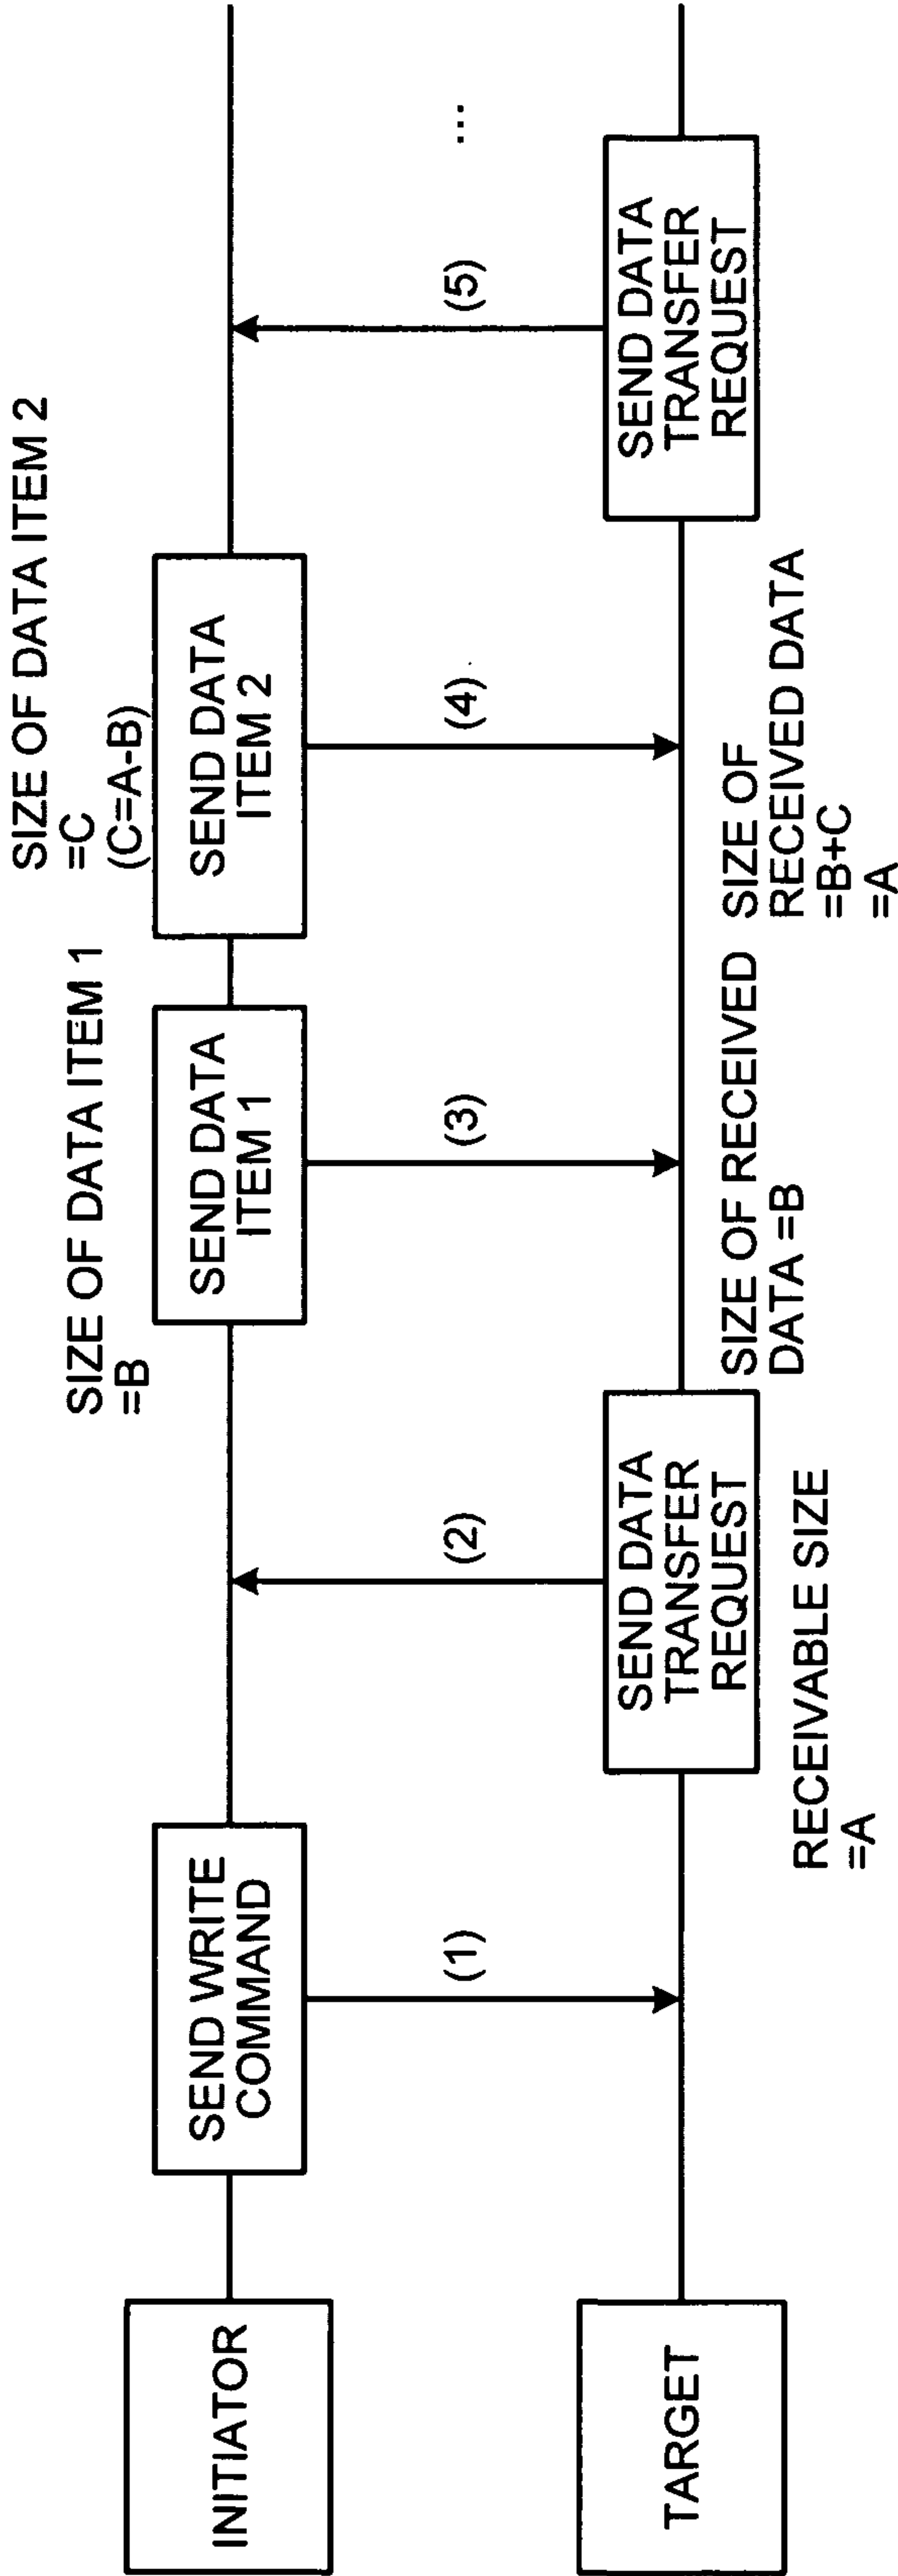 INITIATOR
TARGET
SEND WRITE
COMMAND
(1)
SEND DATA
TRANSFER
REQUEST
RECEIVABLE SIZE
=A
(2)
SIZE OF DATA ITEM 1
=B
SEND DATA
ITEM 1
(3)
SIZE OF RECEIVED
DATA =B
SIZE OF DATA ITEM 2
=C
(C=A-B)
SEND DATA
ITEM 2
(4)
SIZE OF
RECEIVED DATA
=B+C
=A
SEND DATA
TRANSFER
REQUEST
(5)
...